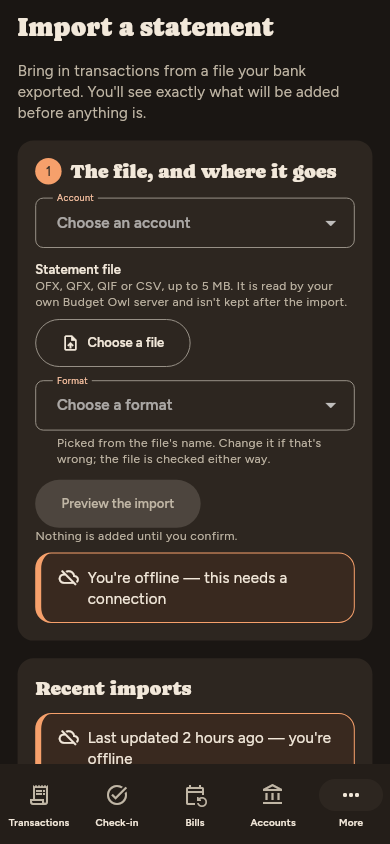 Import a statement
Bring in transactions from a file your bank
exported. You'll see exactly what will be added
before anything is.
1 The file, and where it goes
Account
Choose an account
Statement file
OFX, QFX, QIF or CSV, up to 5 MB. It is read by your
own Budget Owl server and isn't kept after the import.
Choose a file
Format
Choose a format
Picked from the file's name. Change it if that's
wrong; the file is checked either way.
Preview the import
Nothing is added until you confirm.
You're offline — this needs a
connection
Recent imports
Last updated 2 hours ago — you're
offline
Transactions Check-in Bills Accounts More